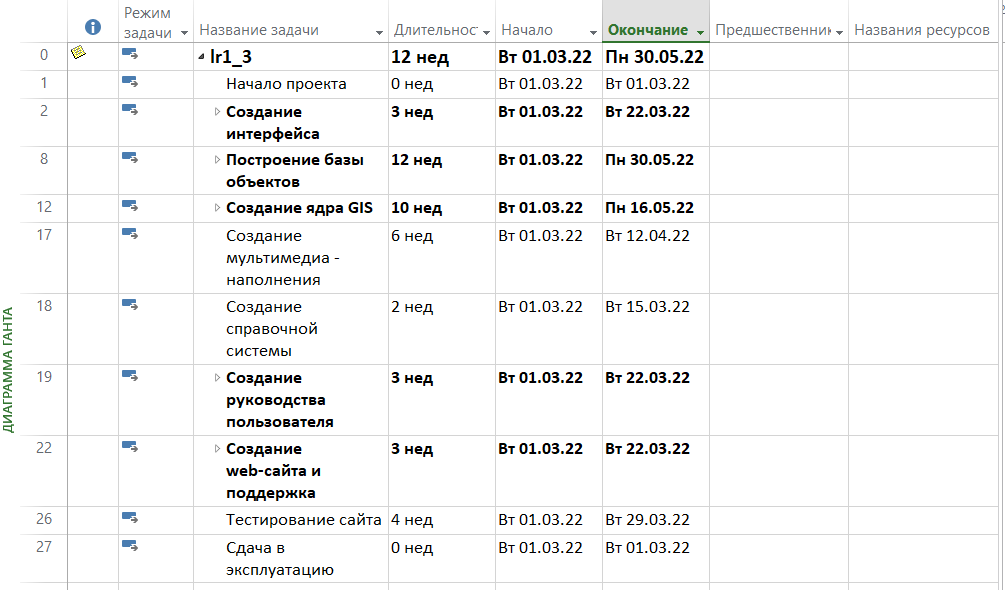 Режим
задачи Название задачи Длительност Начало Окончание Предшественник Названия ресурсов
0 lr1_3 12 нед Вт 01.03.22 Пн 30.05.22
1 Начало проекта 0 нед Вт 01.03.22 Вт 01.03.22
2 Создание 3 нед Вт 01.03.22 Вт 22.03.22
интерфейса
8 Построение базы 12 нед Вт 01.03.22 Пн 30.05.22
объектов
12 Создание ядра GIS 10 нед Вт 01.03.22 Пн 16.05.22
17 Создание 6 нед Вт 01.03.22 Вт 12.04.22
мультимедиа -
наполнения
18 Создание 2 нед Вт 01.03.22 Вт 15.03.22
справочной
системы
19 Создание 3 нед Вт 01.03.22 Вт 22.03.22
руководства
пользователя
22 Создание 3 нед Вт 01.03.22 Вт 22.03.22
web-сайта и
поддержка
26 Тестирование сайта 4 нед Вт 01.03.22 Вт 29.03.22
27 Сдача в 0 нед Вт 01.03.22 Вт 01.03.22
эксплуатацию
ДИАГРАММА ГАНТА